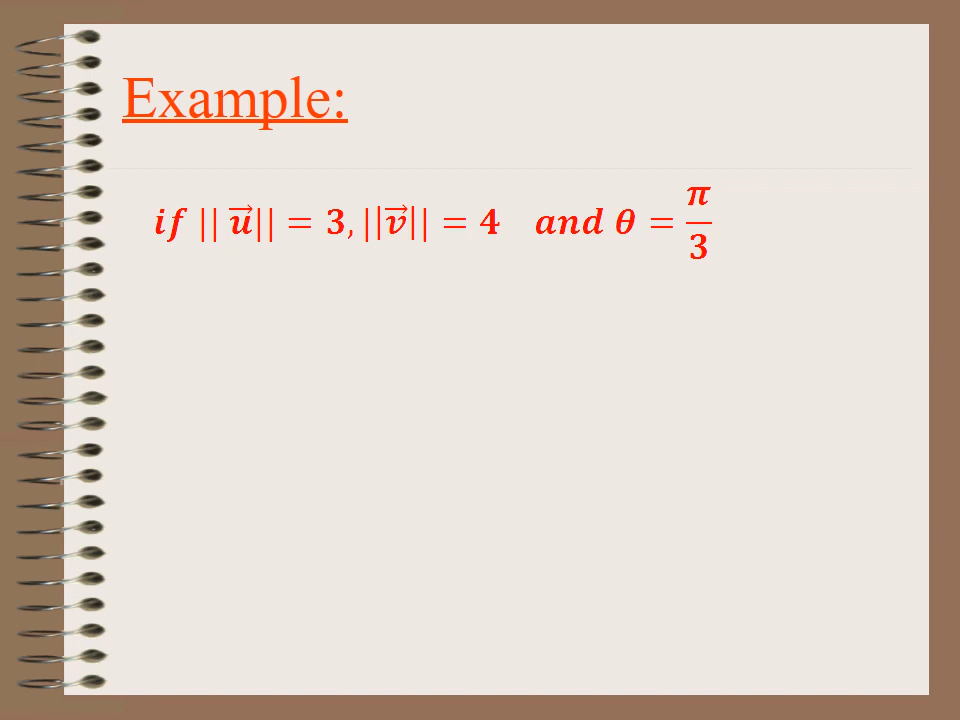 Example:
if || u⃗|| = 3, ||v⃗|| = 4 and θ = π/3